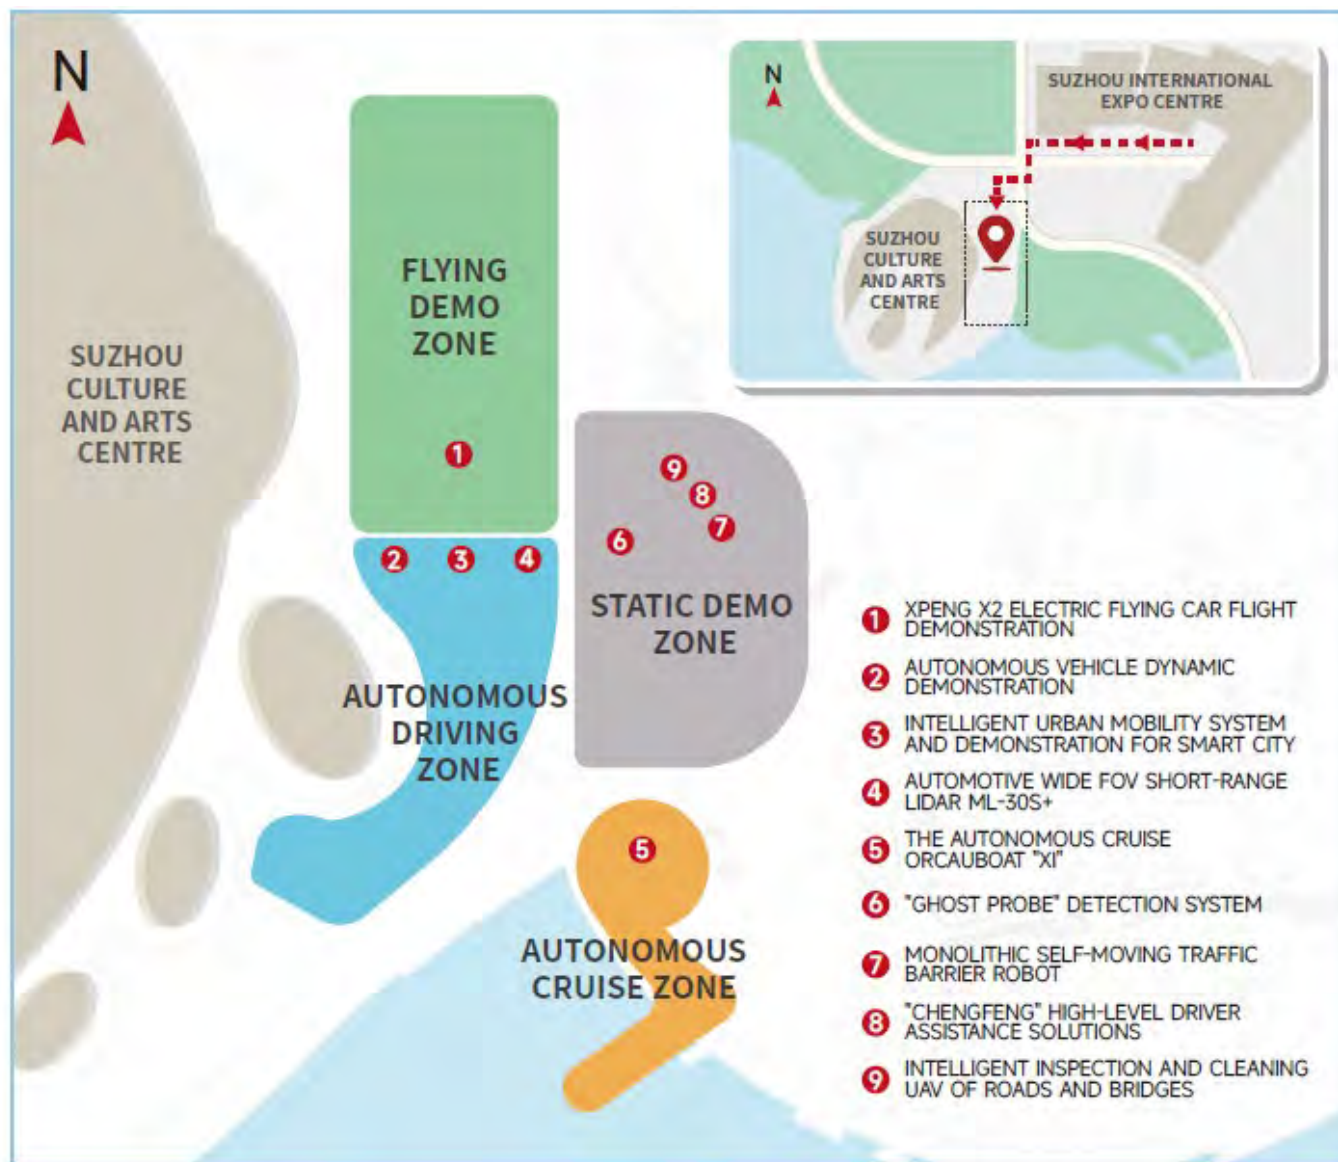 N
FLYING
DEMO
ZONE
SUZHOU
CULTURE
AND ARTS
CENTRE
1
2
3
4
9
8
7
6
STATIC DEMO
ZONE
AUTONOMOUS
DRIVING
ZONE
5
AUTONOMOUS
CRUISE ZONE
N
SUZHOU INTERNATIONAL
EXPO CENTRE
SUZHOU
CULTURE
AND ARTS
CENTRE
1 XPENG X2 ELECTRIC FLYING CAR FLIGHT
DEMONSTRATION
2 AUTONOMOUS VEHICLE DYNAMIC
DEMONSTRATION
3 INTELLIGENT URBAN MOBILITY SYSTEM
AND DEMONSTRATION FOR SMART CITY
4 AUTOMOTIVE WIDE FOV SHORT-RANGE
LIDAR ML-30S+
5 THE AUTONOMOUS CRUISE
ORCAUBOAT "XI"
6 "GHOST PROBE" DETECTION SYSTEM
7 MONOLITHIC SELF-MOVING TRAFFIC
BARRIER ROBOT
8 "CHENGFENG" HIGH-LEVEL DRIVER
ASSISTANCE SOLUTIONS
9 INTELLIGENT INSPECTION AND CLEANING
UAV OF ROADS AND BRIDGES